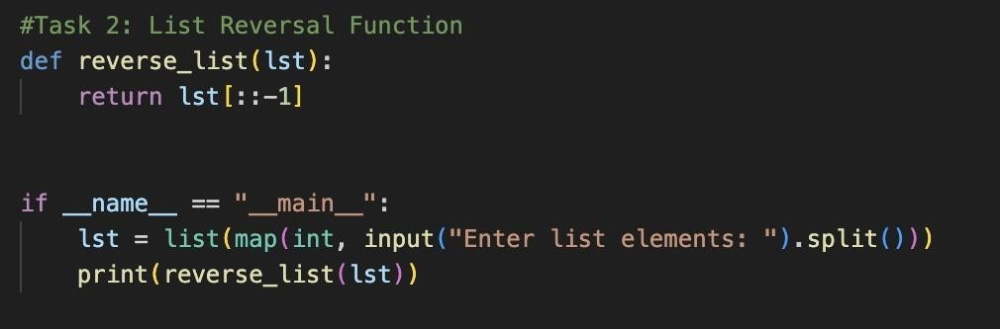 #Task 2: List Reversal Function
def reverse_list(lst):
    return lst[::-1]
if __name__ == "__main__":
    lst = list(map(int, input("Enter list elements: ").split()))
    print(reverse_list(lst))